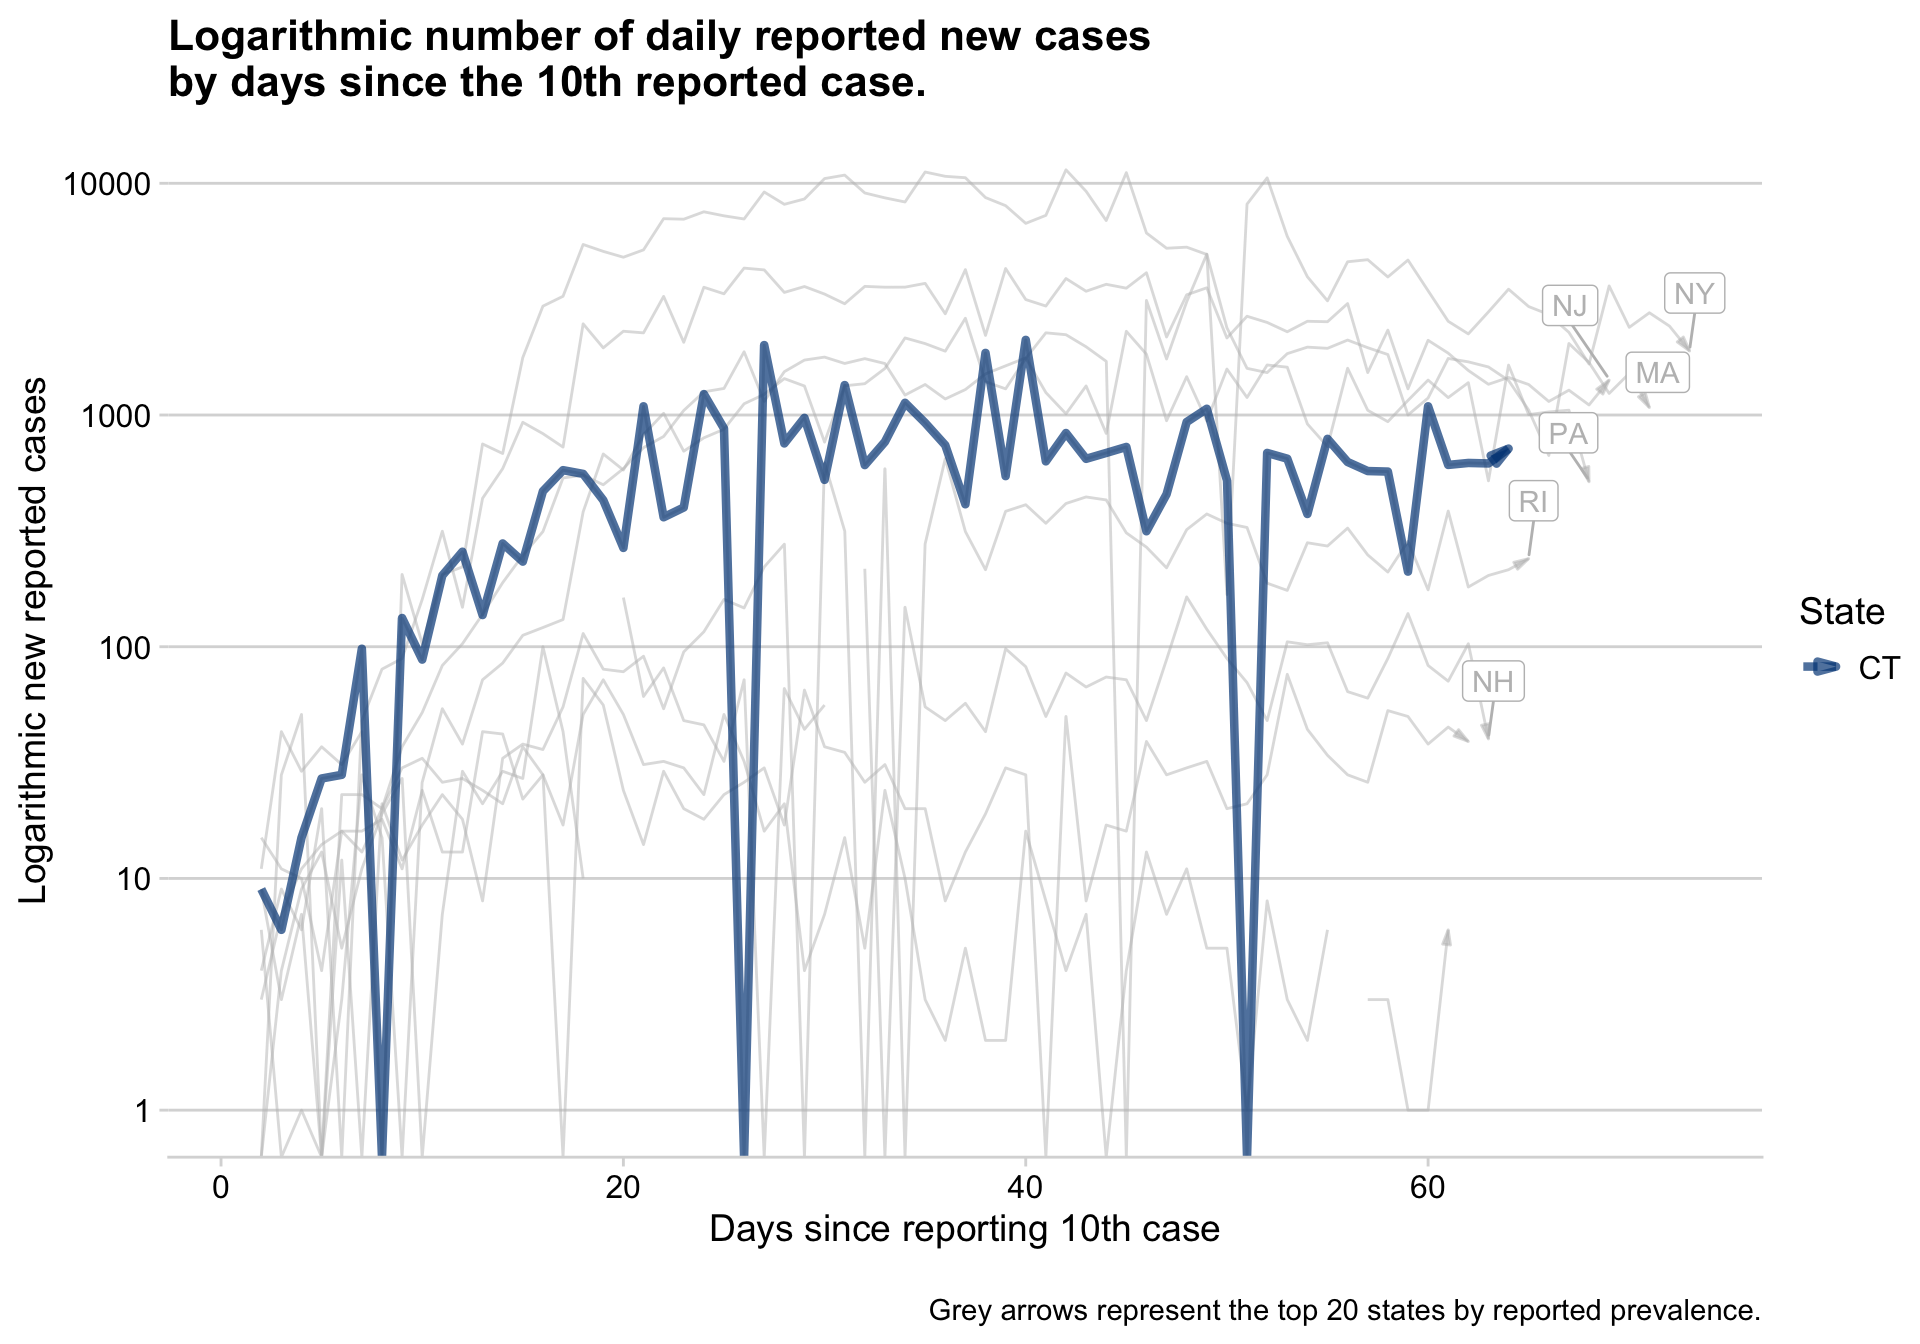 Logarithmic number of daily reported new cases
by days since the 10th reported case.
Logarithmic new reported cases
10000
1000
100
10
1
NJ
NY
MA
PA
RI
NH
State
CT
0
20
40
60
Days since reporting 10th case
Grey arrows represent the top 20 states by reported prevalence.